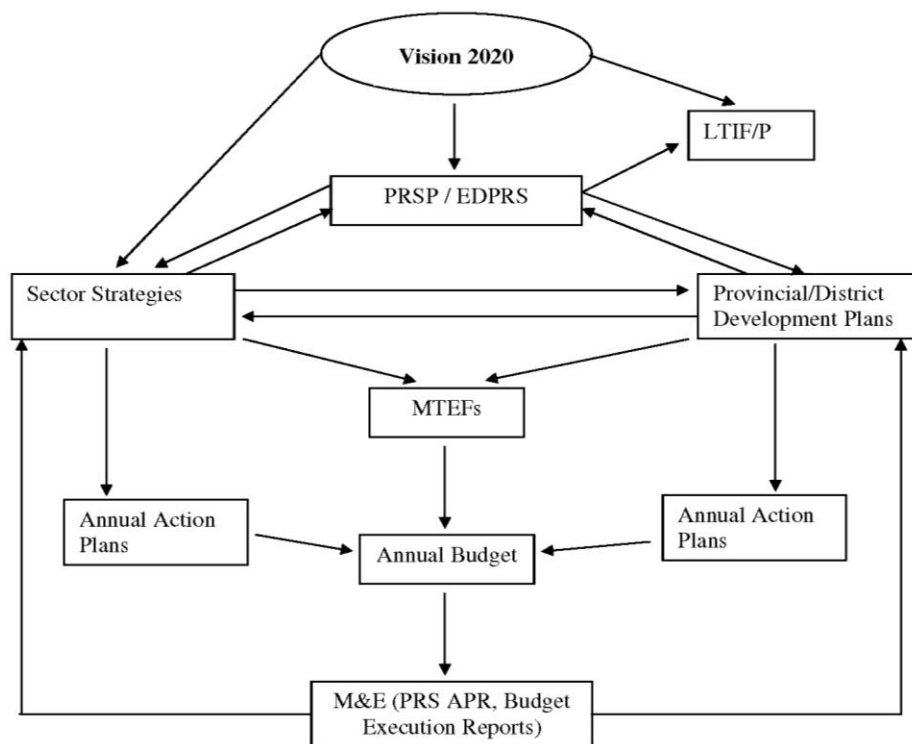 Vision 2020
LTIF/P
PRSP / EDPRS
Sector Strategies
Provincial/District
Development Plans
MTEFs
Annual Action
Plans
Annual Budget
Annual Action
Plans
M&E (PRS APR, Budget
Execution Reports)